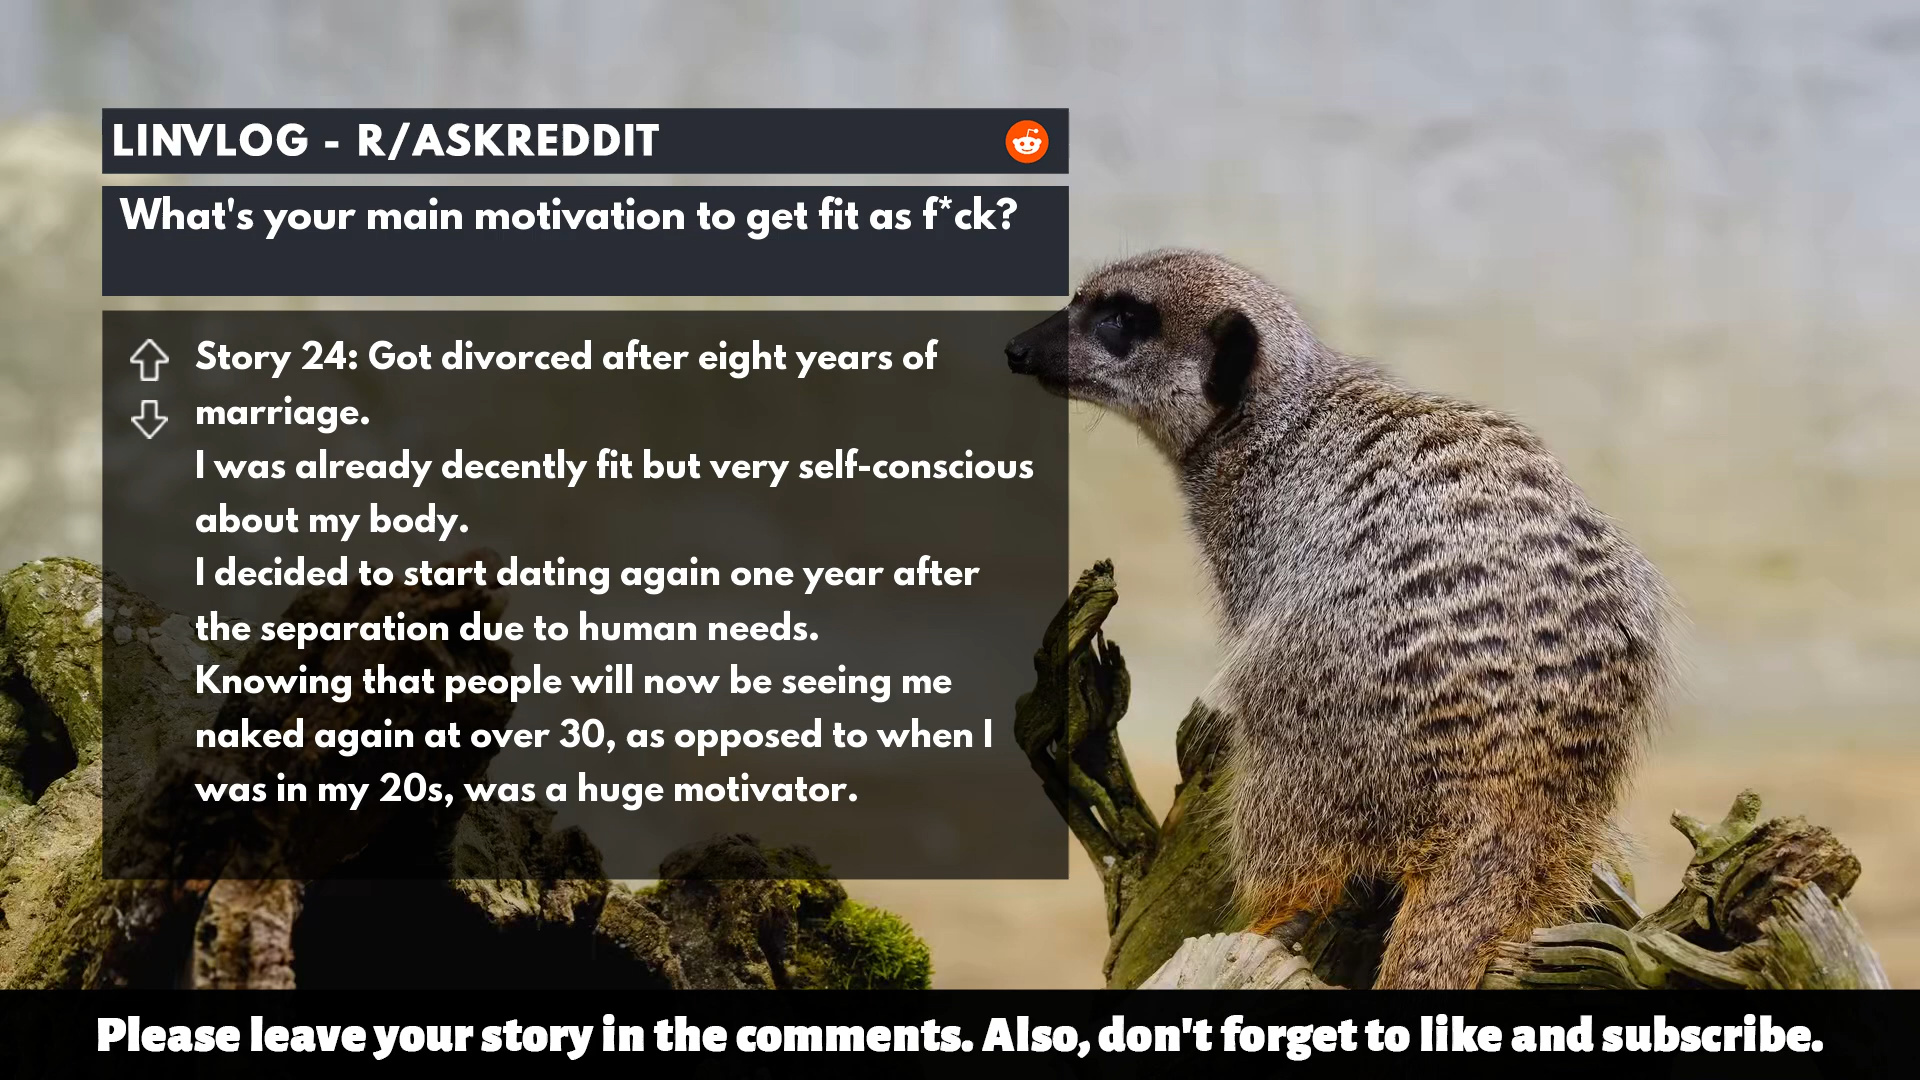 LINVLOG - R/ASKREDDIT
What's your main motivation to get fit as f*ck?
Story 24: Got divorced after eight years of
marriage.
I was already decently fit but very self-conscious
about my body.
I decided to start dating again one year after
the separation due to human needs.
Knowing that people will now be seeing me
naked again at over 30, as opposed to when I
was in my 20s, was a huge motivator.
Please leave your story in the comments. Also, don't forget to like and subscribe.